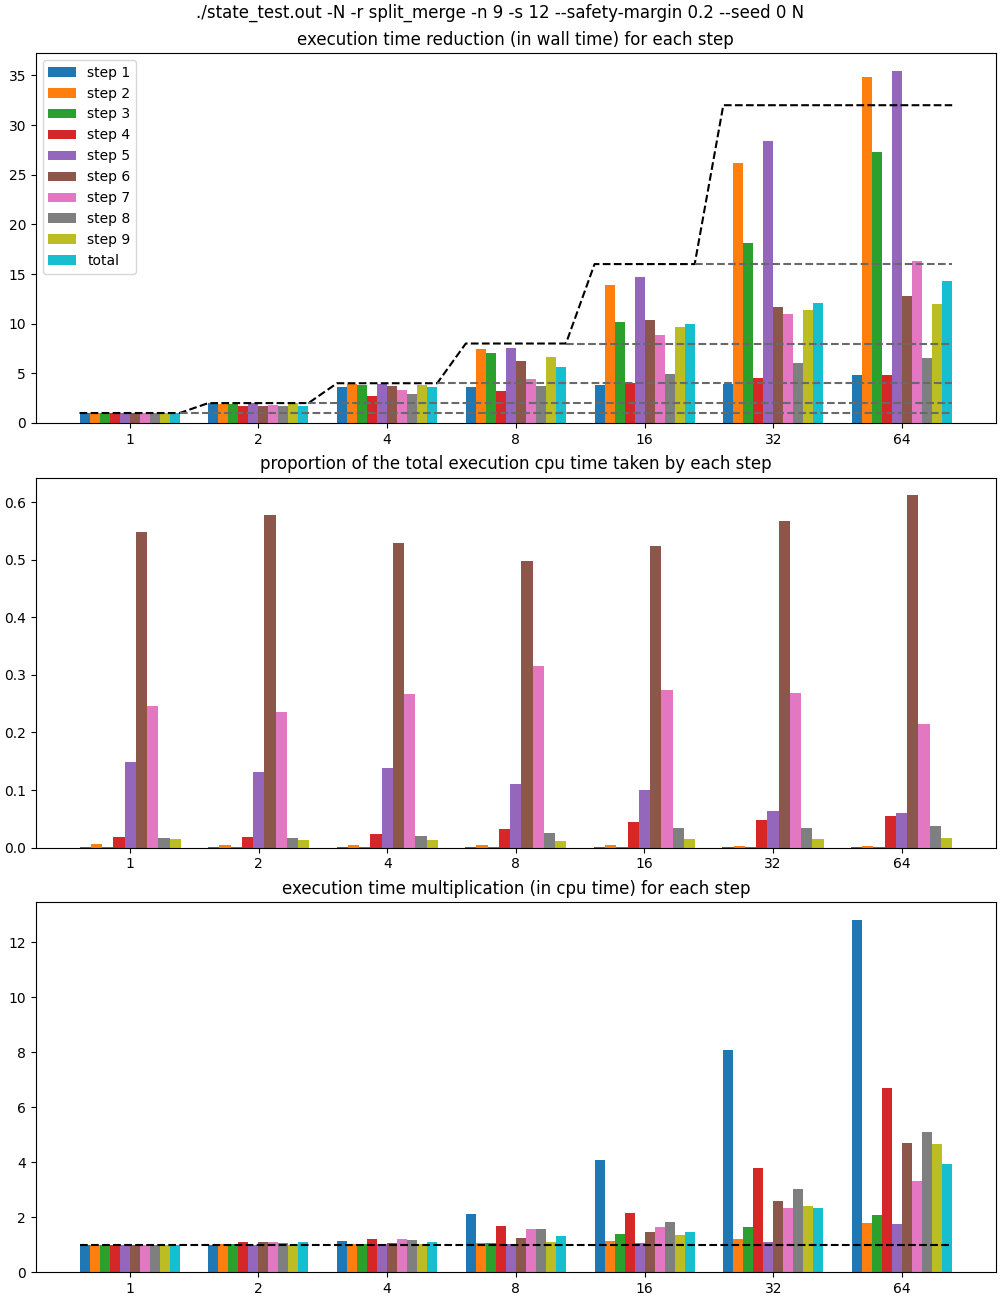 ./state_test.out -N -r split_merge -n 9 -s 12 --safety-margin 0.2 --seed 0 N
execution time reduction (in wall time) for each step
35
30
25
20
15
10
5
0
step 1
step 2
step 3
step 4
step 5
step 6
step 7
step 8
step 9
total
1 2 4 8 16 32 64
proportion of the total execution cpu time taken by each step
0.6
0.5
0.4
0.3
0.2
0.1
0.0
1 2 4 8 16 32 64
execution time multiplication (in cpu time) for each step
12
10
8
6
4
2
0
1 2 4 8 16 32 64